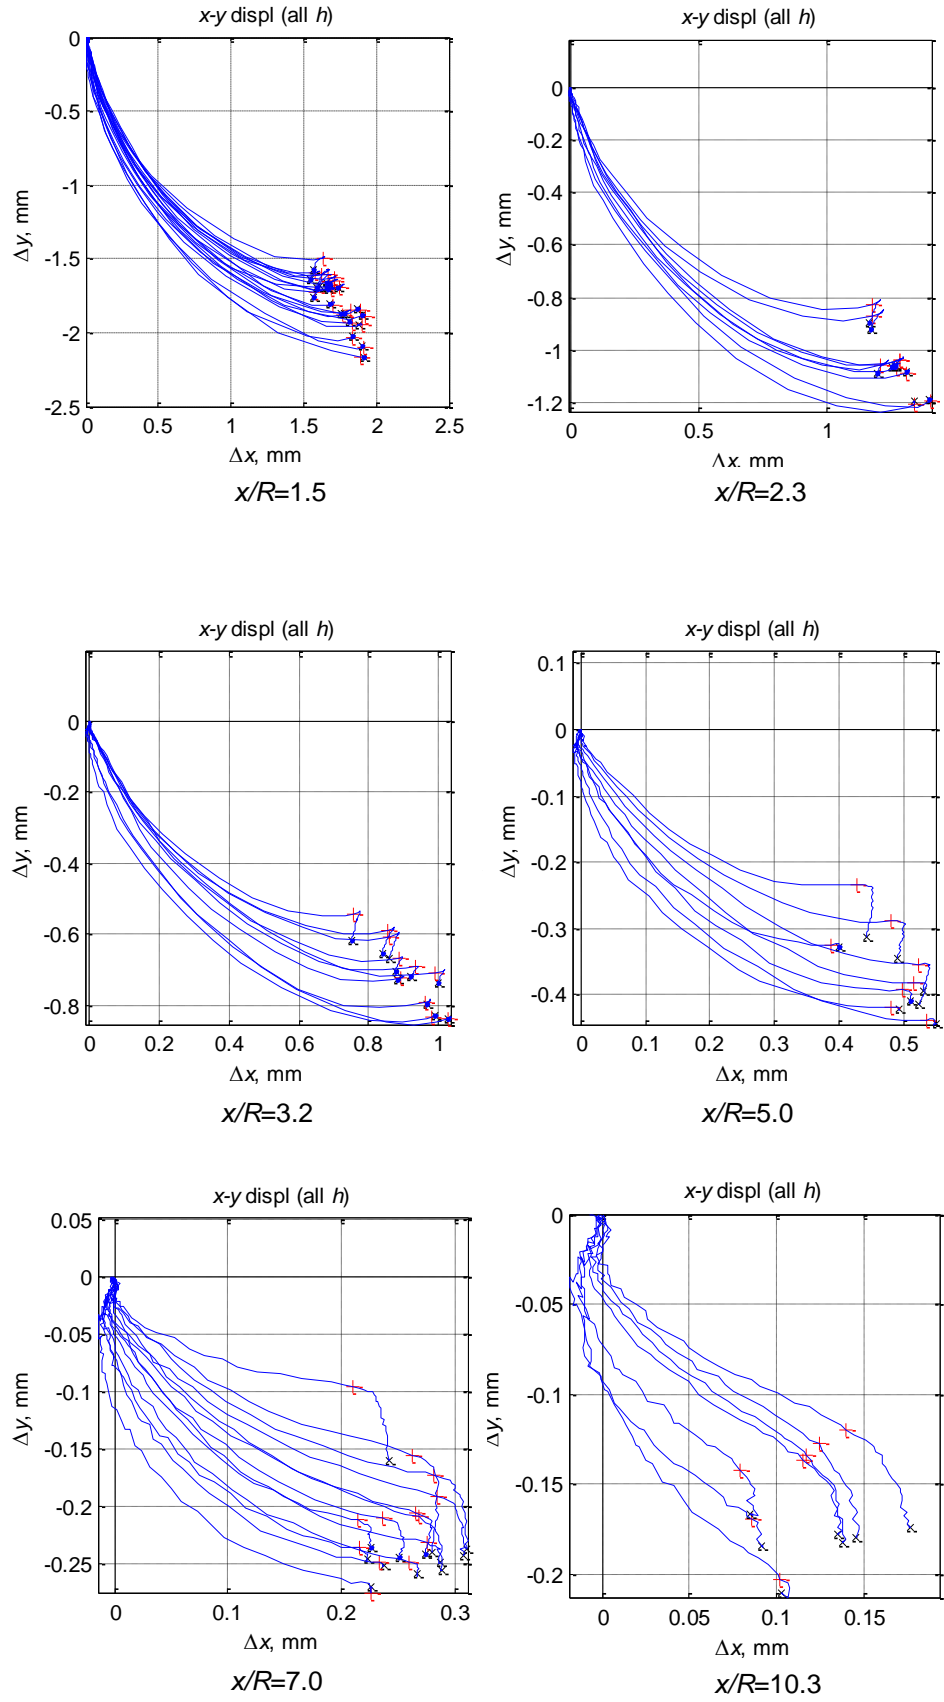 x-y displ (all h)
0
-0.5
-1
-1.5
-2
-2.5
0 0.5 1 1.5 2 2.5
Δy, mm
Δx, mm
x/R=1.5
x-y displ (all h)
0
-0.2
-0.4
-0.6
-0.8
-1
-1.2
0 0.5 1
Δy, mm
Δx, mm
x/R=2.3
x-y displ (all h)
0
-0.2
-0.4
-0.6
-0.8
0 0.2 0.4 0.6 0.8 1
Δy, mm
Δx, mm
x/R=3.2
x-y displ (all h)
0.1
0
-0.1
-0.2
-0.3
-0.4
0 0.1 0.2 0.3 0.4 0.5
Δy, mm
Δx, mm
x/R=5.0
x-y displ (all h)
0.05
0
-0.05
-0.1
-0.15
-0.2
-0.25
0 0.1 0.2 0.3
Δy, mm
Δx, mm
x/R=7.0
x-y displ (all h)
0
-0.05
-0.1
-0.15
-0.2
0 0.05 0.1 0.15
Δy, mm
Δx, mm
x/R=10.3